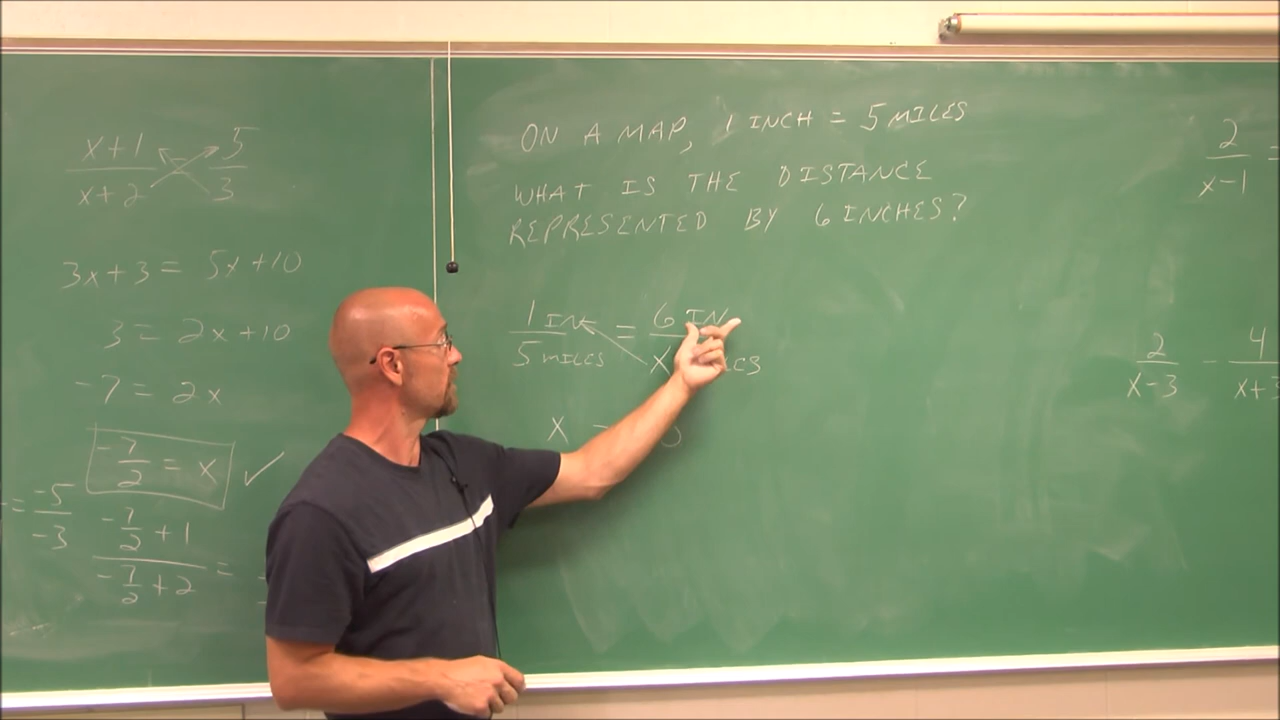 x+1 5
x+2 3
3x+3 = 5x+10
3 = 2x+10
-7 = 2x
-7/2 = x ✓
= -5/-3
-7/2 + 1
-7/2 + 2 =
ON A MAP, 1 INCH = 5 MILES
WHAT IS THE DISTANCE
REPRESENTED BY 6 INCHES?
1 IN = 6 IN
5 MILES X
X
2
x-1 =
2 - 4
x-3 x+3